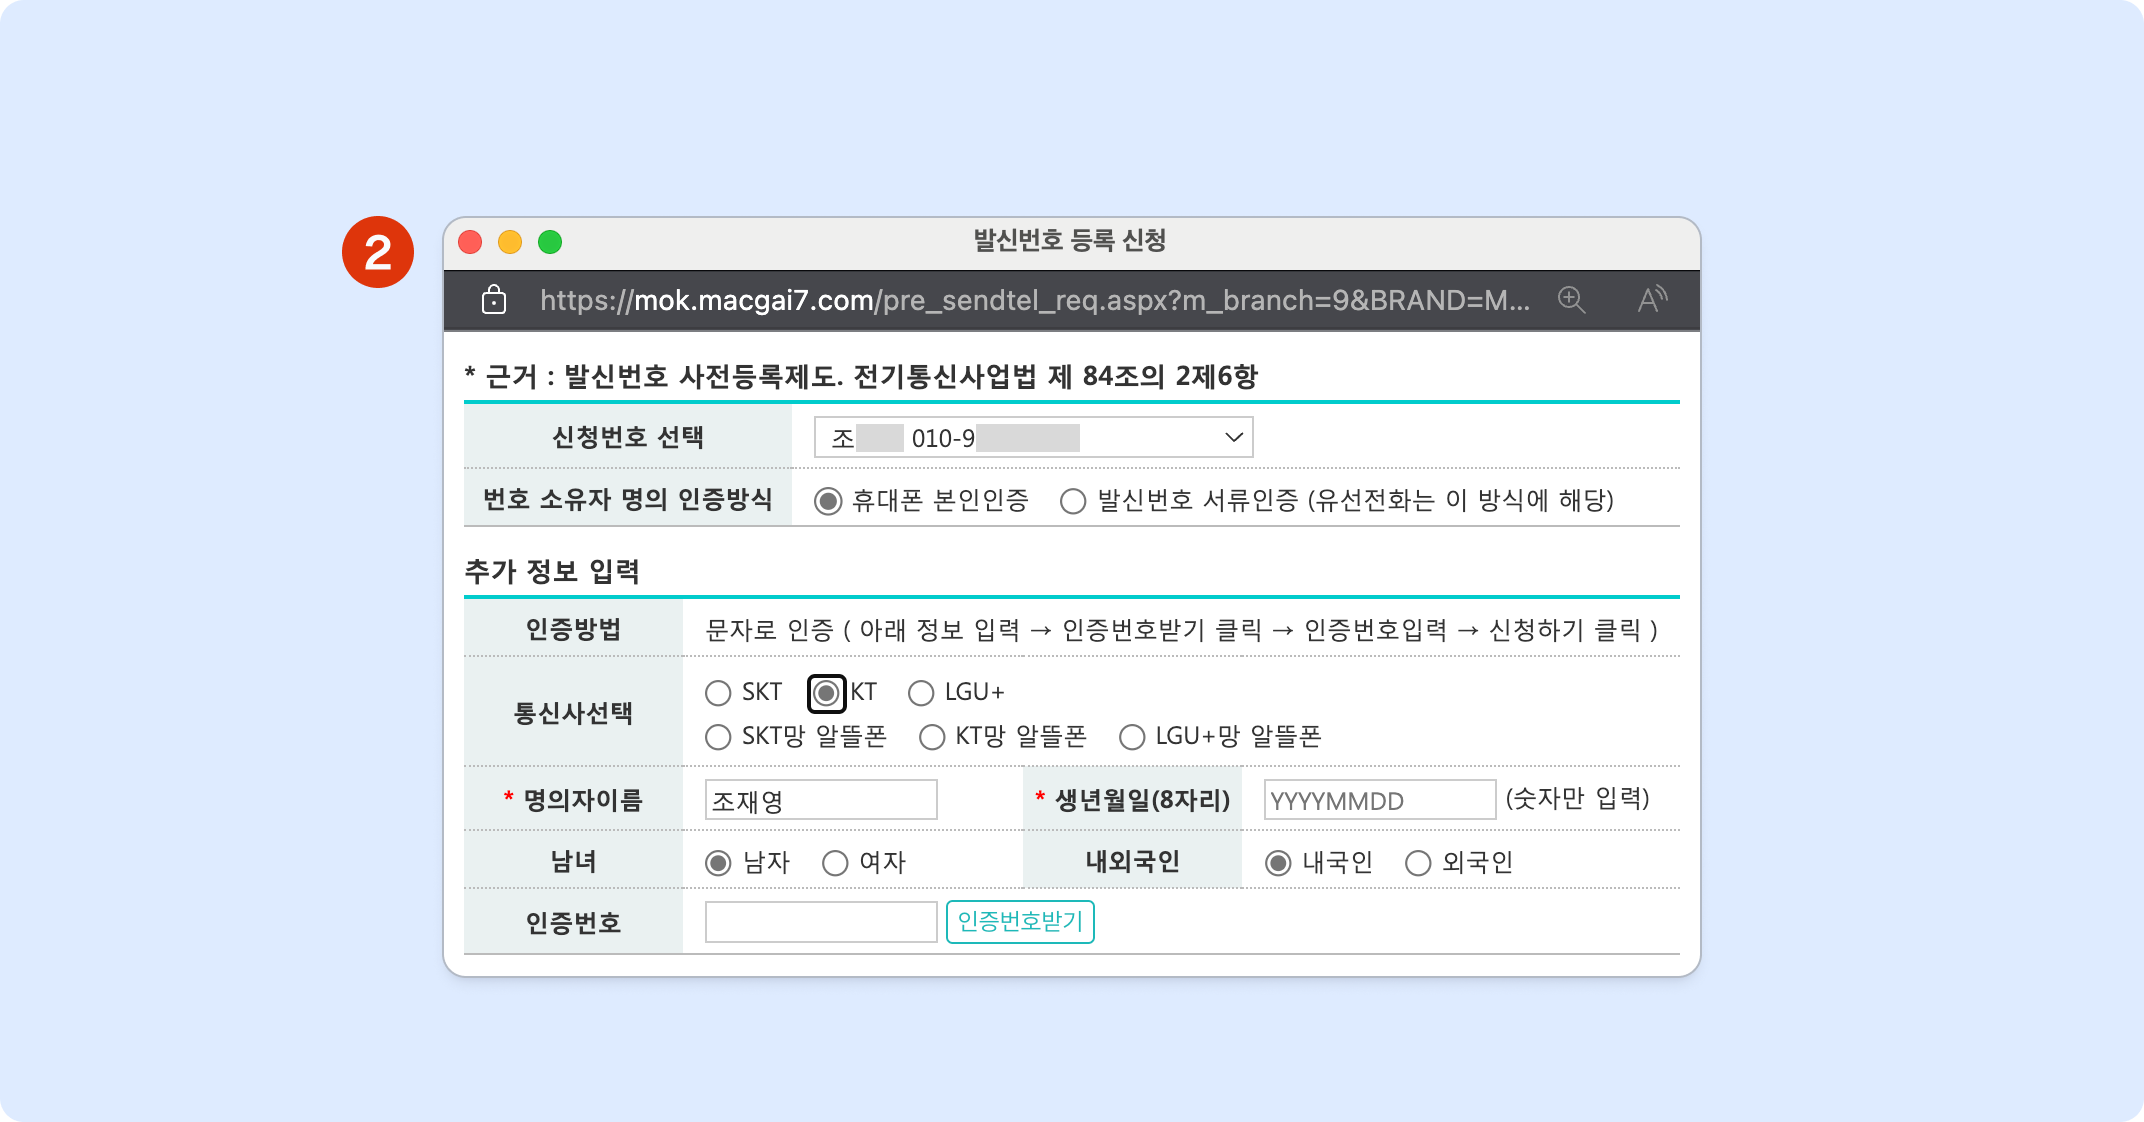 2
발신번호 등록 신청
https://mok.macgai7.com/pre_sendtel_req.aspx?m_branch=9&BRAND=M...
* 근거 : 발신번호 사전등록제도. 전기통신사업법 제 84조의 2제6항
신청번호 선택 조 010-9
번호 소유자 명의 인증방식 휴대폰 본인인증 발신번호 서류인증 (유선전화는 이 방식에 해당)
추가 정보 입력
인증방법 문자로 인증 ( 아래 정보 입력 → 인증번호받기 클릭 → 인증번호입력 → 신청하기 클릭 )
통신사선택
SKT KT LGU+
SKT망 알뜰폰 KT망 알뜰폰 LGU+망 알뜰폰
* 명의자이름 조재영 * 생년월일(8자리) YYYYMMDD (숫자만 입력)
남녀 남자 여자 내외국인 내국인 외국인
인증번호 인증번호받기